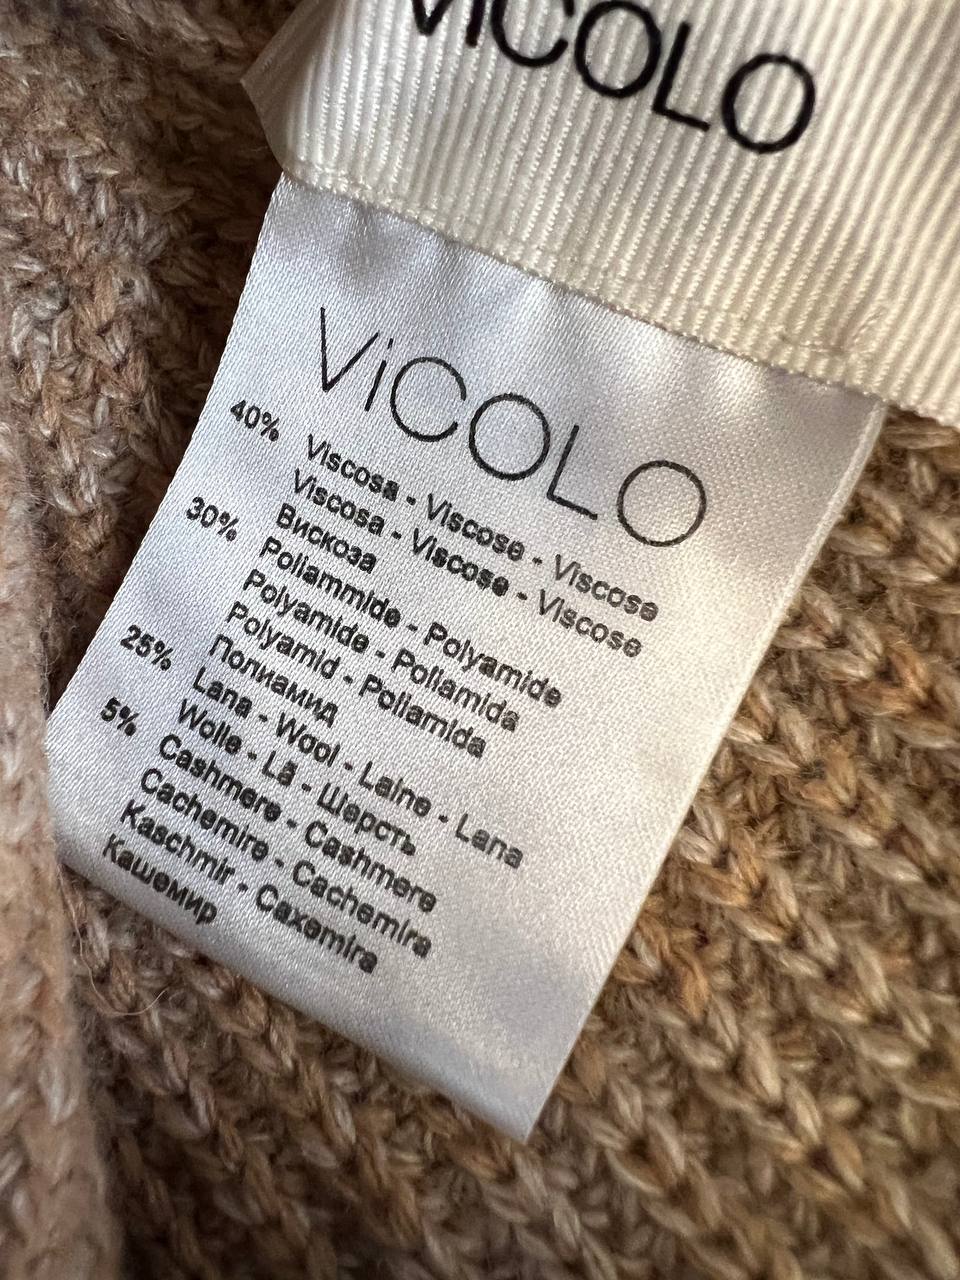 ViCOLO
ViCOLO
40% Viscosa - Viscose - Viscose
Viscosa - Viscose - Viscose
Вискоза
30% Poliammide - Polyamide
Polyamide - Poliamida
Polyamid - Poliamida
Полиамид
25% Lana - Wool - Laine - Lana
Wolle - Lã - Шерсть
5% Cashmere - Cashmere
Cachemire - Cachemira
Kaschmir - Caxemira
Кашемир